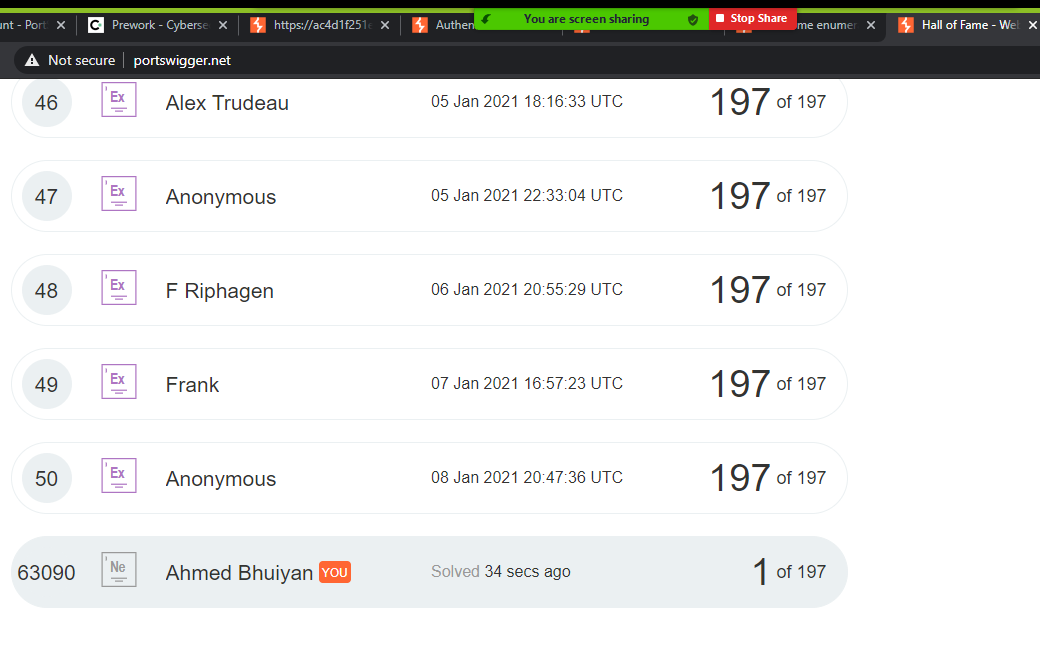 nt - Port
Prework - Cyberse
https://ac4d1f251
Authen
You are screen sharing
Stop Share
me enumer
Hall of Fame - Web
Not secure
portswigger.net
46 Ex Alex Trudeau 05 Jan 2021 18:16:33 UTC 197 of 197
47 Ex Anonymous 05 Jan 2021 22:33:04 UTC 197 of 197
48 Ex F Riphagen 06 Jan 2021 20:55:29 UTC 197 of 197
49 Ex Frank 07 Jan 2021 16:57:23 UTC 197 of 197
50 Ex Anonymous 08 Jan 2021 20:47:36 UTC 197 of 197
63090 Ne Ahmed Bhuiyan YOU Solved 34 secs ago 1 of 197